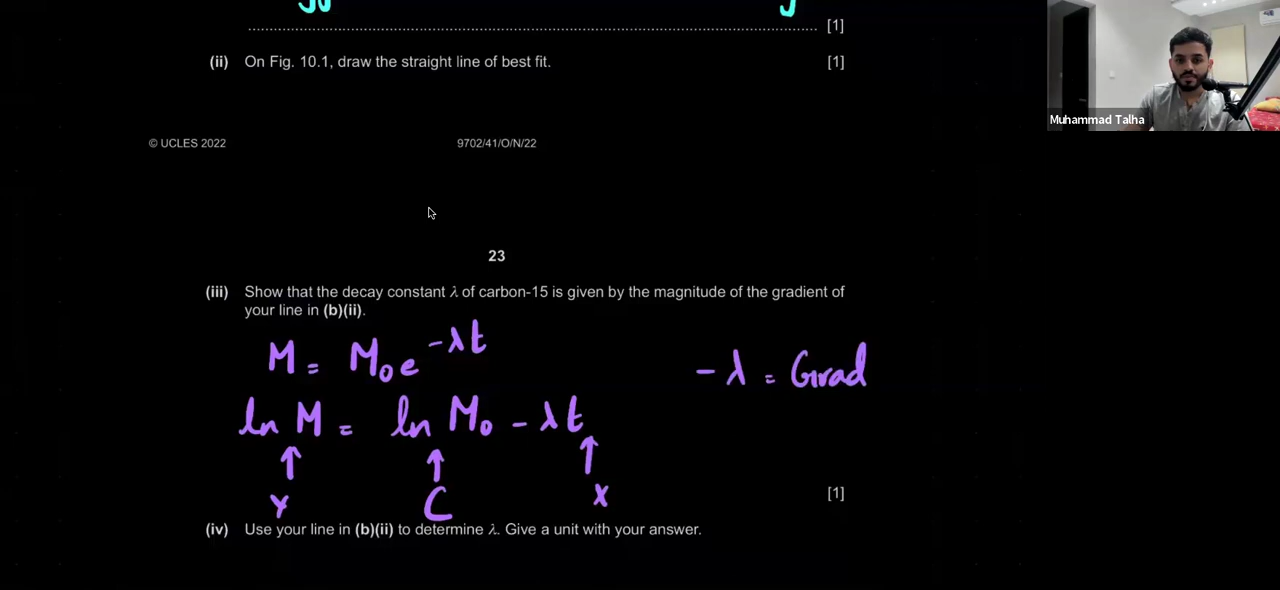 [1]
(ii) On Fig. 10.1, draw the straight line of best fit. [1]
Muhammad Talha
© UCLES 2022 9702/41/O/N/22
23
(iii) Show that the decay constant λ of carbon-15 is given by the magnitude of the gradient of
your line in (b)(ii).
M = M₀e^-λt
-λ = Grad
ln M = ln M₀ - λt
↑ ↑ ↑
Y C X
[1]
(iv) Use your line in (b)(ii) to determine λ. Give a unit with your answer.